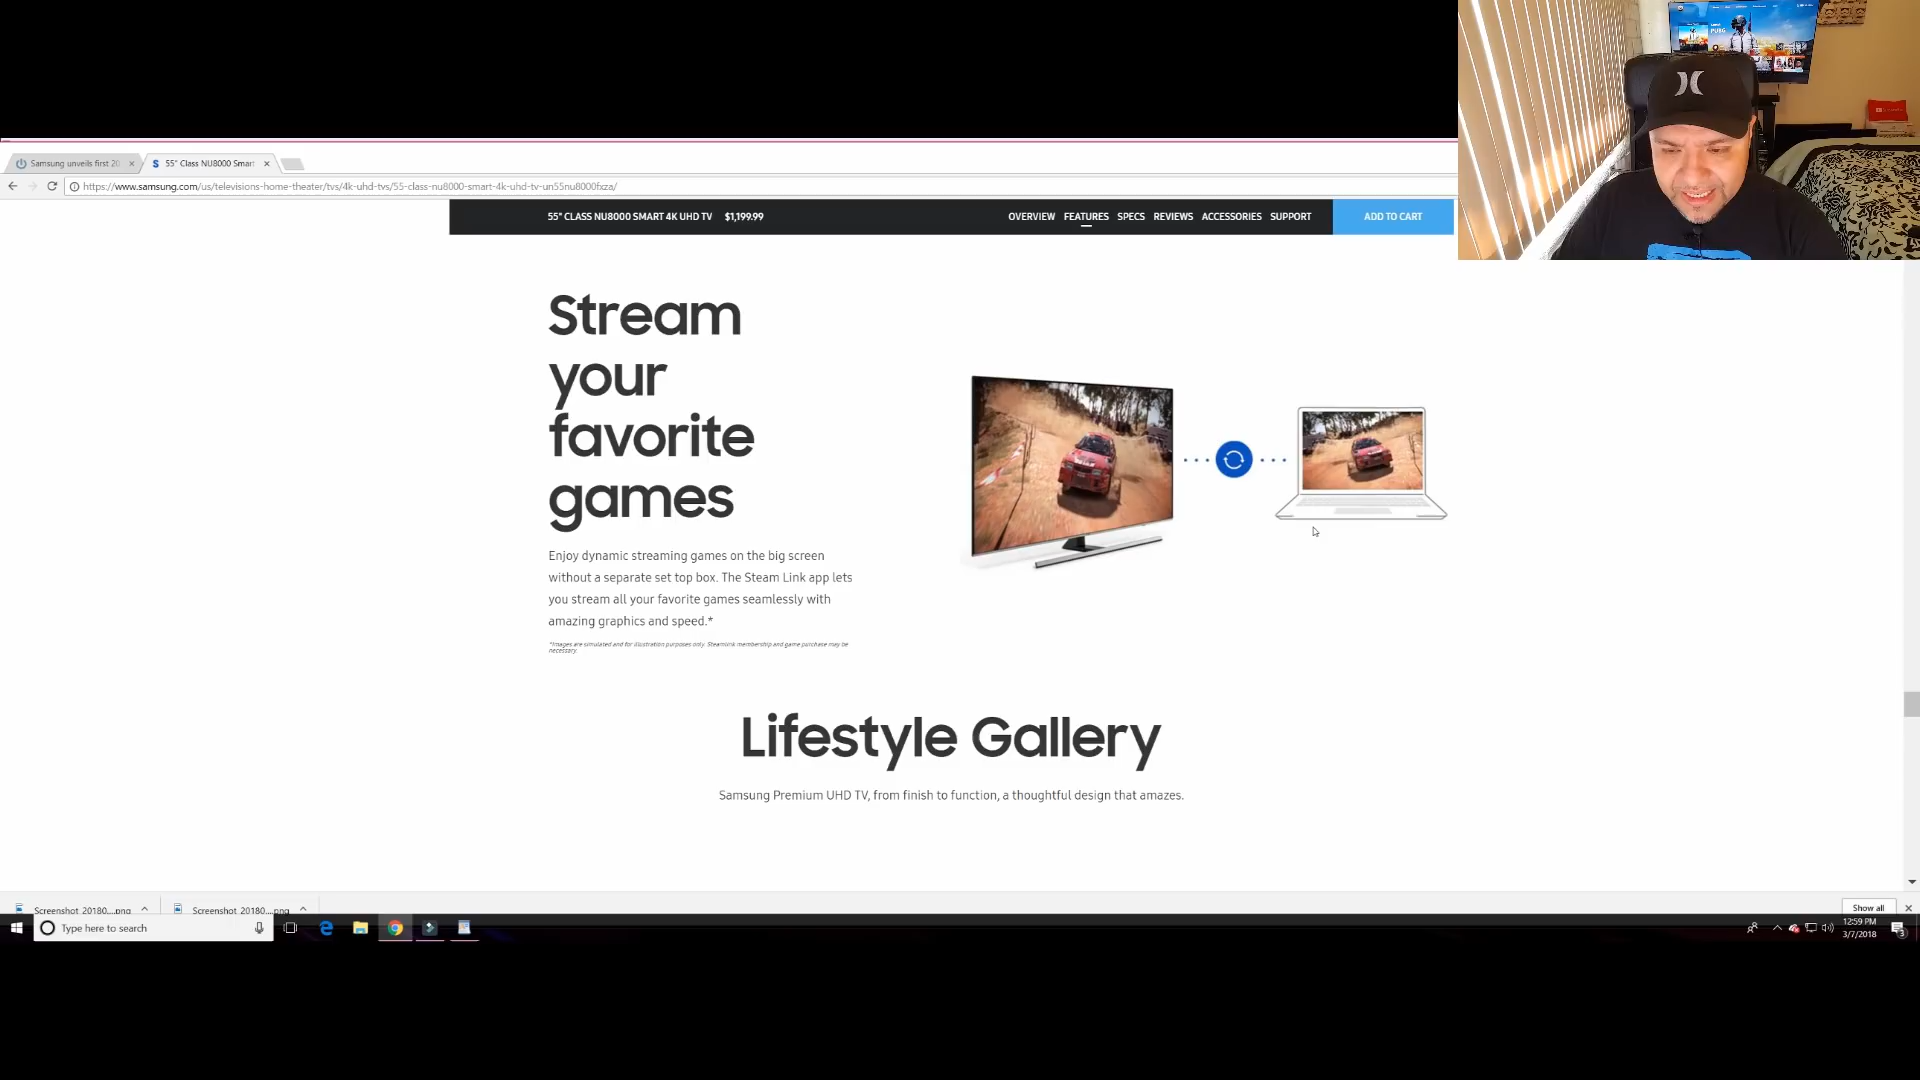 PUBG
Samsung unveils first 20
55" Class NU8000 Smart
https://www.samsung.com/us/televisions-home-theater/tvs/4k-uhd-tvs/55-class-nu8000-smart-4k-uhd-tv-un55nu8000fxza/
55" CLASS NU8000 SMART 4K UHD TV $1,199.99 OVERVIEW FEATURES SPECS REVIEWS ACCESSORIES SUPPORT ADD TO CART
Stream
your
favorite
games
Enjoy dynamic streaming games on the big screen
without a separate set top box. The Steam Link app lets
you stream all your favorite games seamlessly with
amazing graphics and speed.*
*Images are simulated and for illustration purposes only. Steamlink membership and game purchase may be
necessary.
Lifestyle Gallery
Samsung Premium UHD TV, from finish to function, a thoughtful design that amazes.
Screenshot_20180....png Screenshot_20180....png Show all
Type here to search
12:59 PM
3/7/2018
3